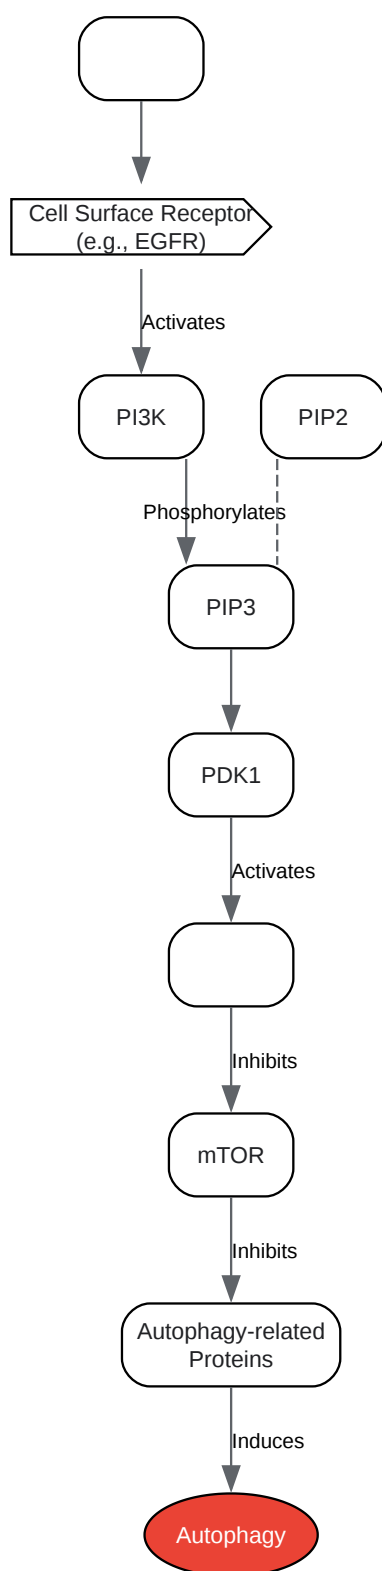 Cell Surface Receptor
(e.g., EGFR)
Activates
PI3K
PIP2
Phosphorylates
PIP3
PDK1
Activates
Inhibits
mTOR
Inhibits
Autophagy-related
Proteins
Induces
Autophagy